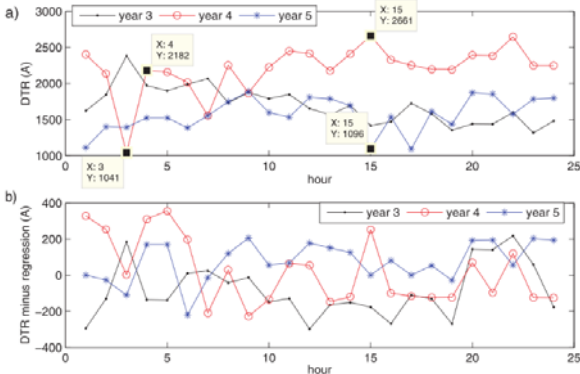 a)
3000
2500
2000
1500
1000
DTR (A)
year 3 year 4 year 5
X: 4
Y: 2182
X: 15
Y: 2661
X: 15
Y: 1096
X: 3
Y: 1041
0 5 10 15 20 25
hour
b)
400
200
0
-200
-400
DTR minus regression (A)
year 3 year 4 year 5
0 5 10 15 20 25
hour